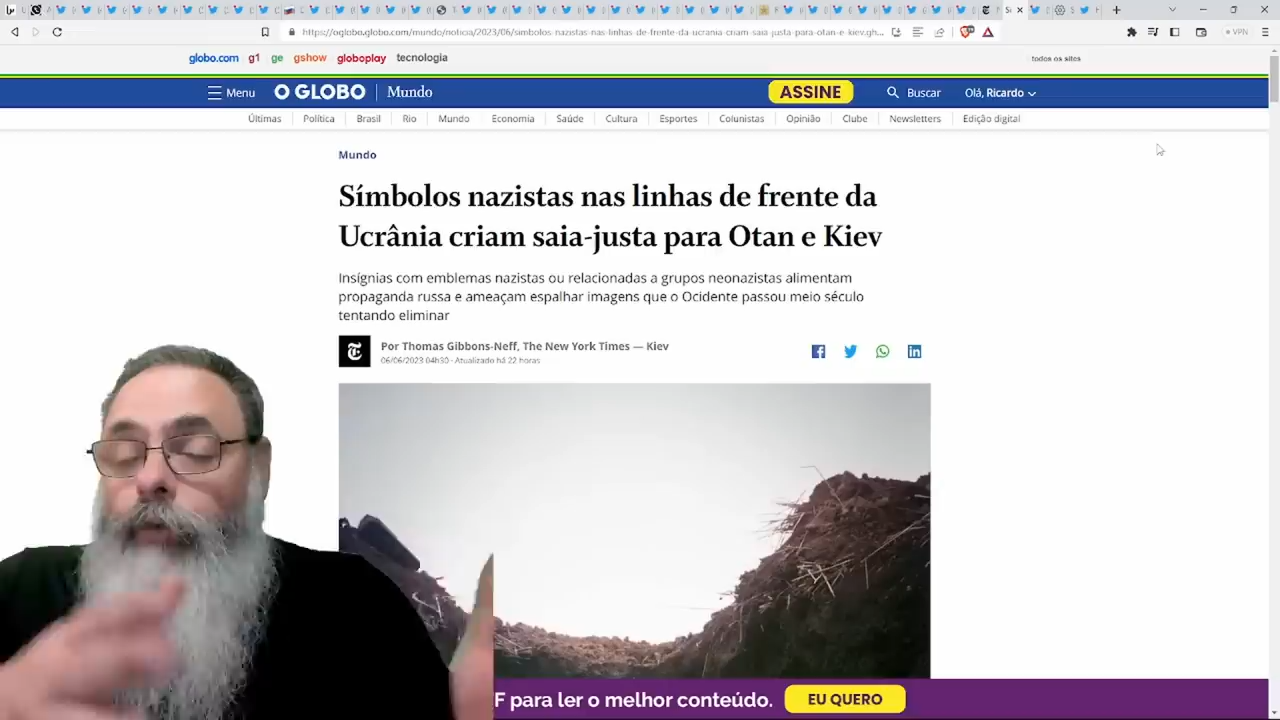 https://oglobo.globo.com/mundo/noticia/2023/06/simbolos-nazistas-nas-linhas-de-frente-da-ucrania-criam-saia-justa-para-otan-e-kiev.gh...
VPN
globo.com g1 ge gshow globoplay tecnologia
todos os sites
Menu O GLOBO Mundo ASSINE Buscar Olá, Ricardo
Últimas Política Brasil Rio Mundo Economia Saúde Cultura Esportes Colunistas Opinião Clube Newsletters Edição digital
Mundo
Símbolos nazistas nas linhas de frente da
Ucrânia criam saia-justa para Otan e Kiev
Insígnias com emblemas nazistas ou relacionadas a grupos neonazistas alimentam
propaganda russa e ameaçam espalhar imagens que o Ocidente passou meio século
tentando eliminar
Por Thomas Gibbons-Neff, The New York Times — Kiev
06/06/2023 04h30 · Atualizado há 22 horas
F para ler o melhor conteúdo. EU QUERO